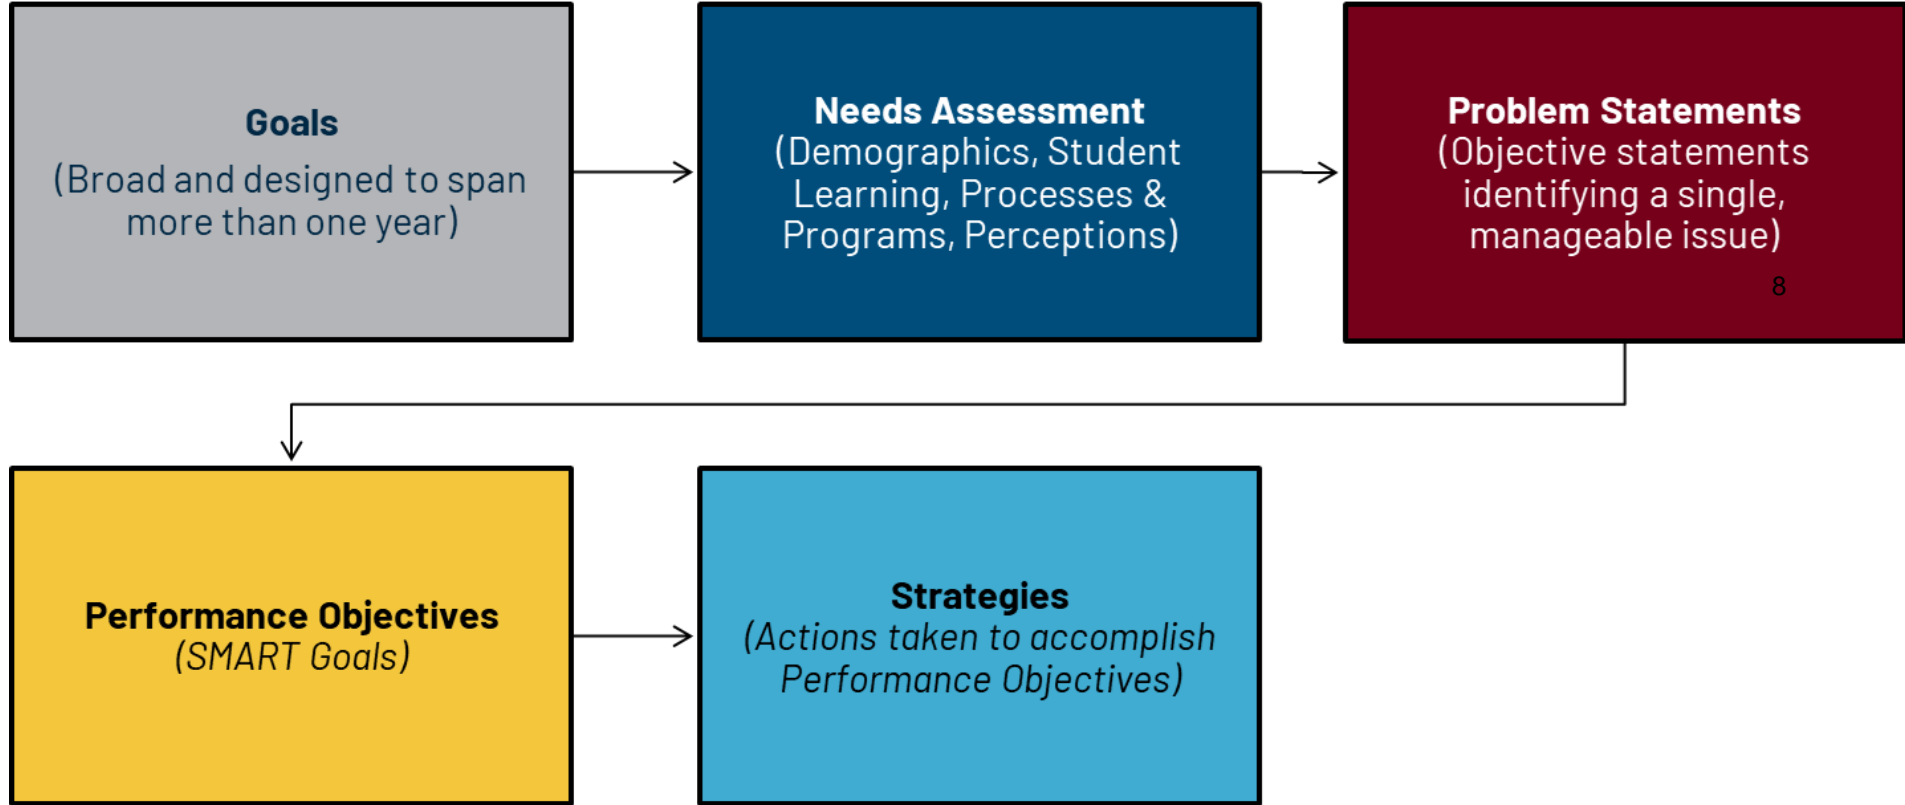 Goals
(Broad and designed to span
more than one year)
Needs Assessment
(Demographics, Student
Learning, Processes &
Programs, Perceptions)
Problem Statements
(Objective statements
identifying a single,
manageable issue)
8
Performance Objectives
(SMART Goals)
Strategies
(Actions taken to accomplish
Performance Objectives)